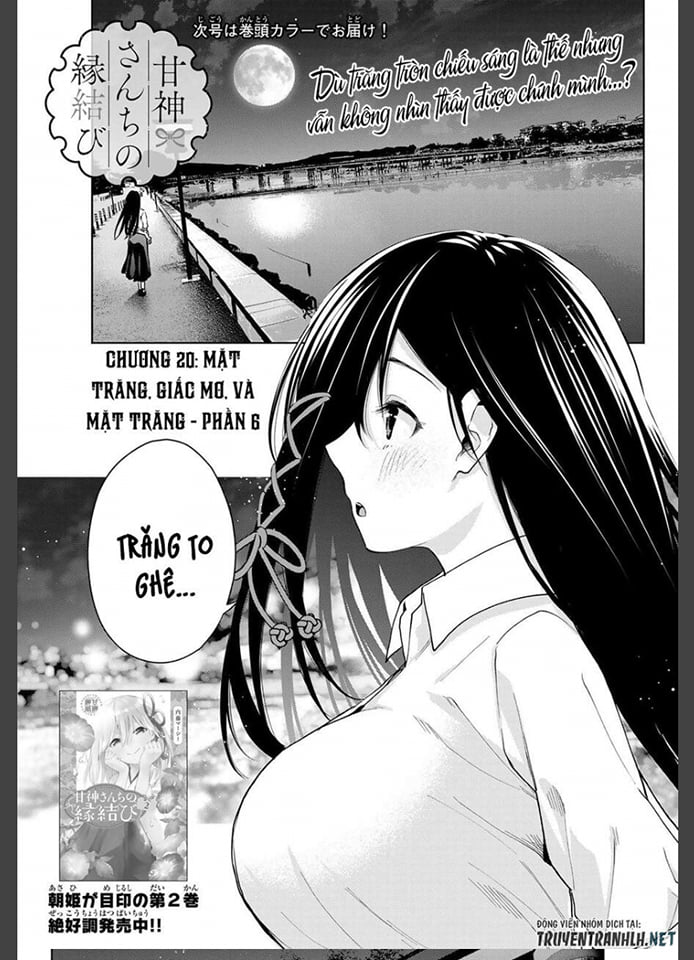 次号は巻頭カラーでお届け！
甘神
さんちの
縁結び
Dù trăng tròn chiếu sáng là thế nhưng
vẫn không nhìn thấy được chính mình...?
CHƯƠNG 20: MẶT
TRĂNG, GIẤC MƠ, VÀ
MẶT TRĂNG - PHẦN 6
TRĂNG TO
GHÊ...
甘神さんちの
縁結び
朝姫が目印の第２巻
絶好調発売中!!
ĐỘNG VIÊN NHÓM DỊCH TẠI:
TRUYENTRANHLH.NET